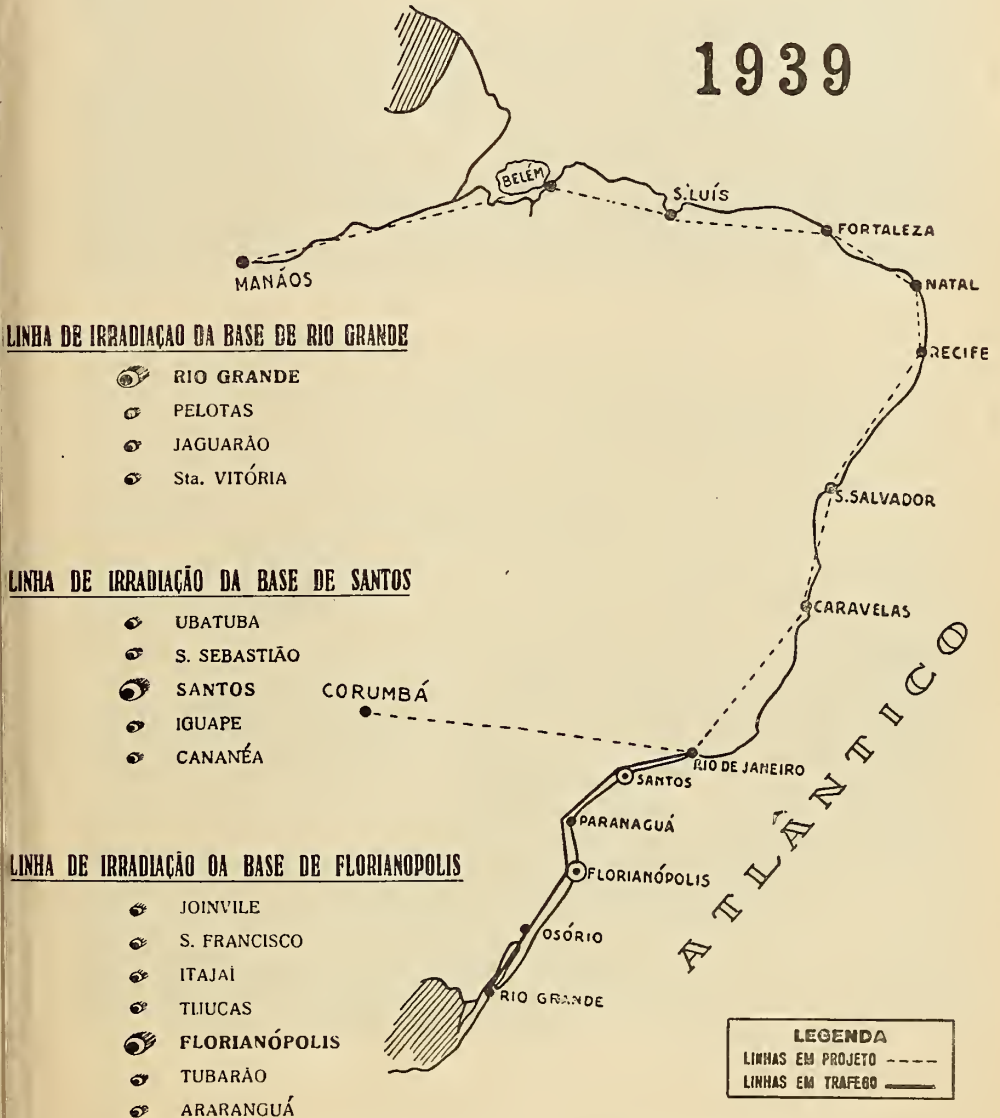 1939
BELÉM
S. LUÍS
FORTALEZA
MANÁOS
NATAL
RECIFE
LINHA DE IRRADIAÇAO DA BASE DE RIO GRANDE
RIO GRANDE
PELOTAS
JAGUARÃO
Sta. VITÓRIA
S. SALVADOR
LINHA DE IRRADIAÇÃO DA BASE DE SANTOS
UBATUBA
S. SEBASTIÃO
SANTOS
IGUAPE
CANANÉA
CARAVELAS
CORUMBÁ
RIO DE JANEIRO
SANTOS
PARANAGUÁ
FLORIANÓPOLIS
OSÓRIO
RIO GRANDE
ATLÂNTICO
LINHA DE IRRADIAÇÃO DA BASE DE FLORIANOPOLIS
JOINVILE
S. FRANCISCO
ITAJAÍ
TIJUCAS
FLORIANÓPOLIS
TUBARÃO
ARARANGUÁ
LEGENDA
LINHAS EM PROJETO
LINHAS EM TRAFEGO